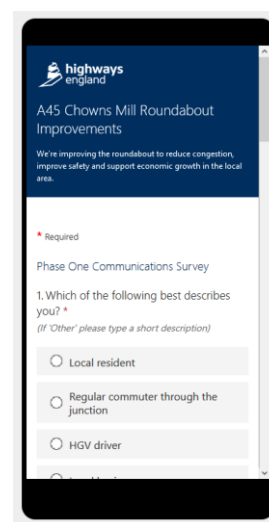 highways
england
A45 Chowns Mill Roundabout
Improvements
We're improving the roundabout to reduce congestion,
improve safety and support economic growth in the local
area.
* Required
Phase One Communications Survey
1. Which of the following best describes
you? *
(If 'Other' please type a short description)
Local resident
Regular commuter through the
junction
HGV driver